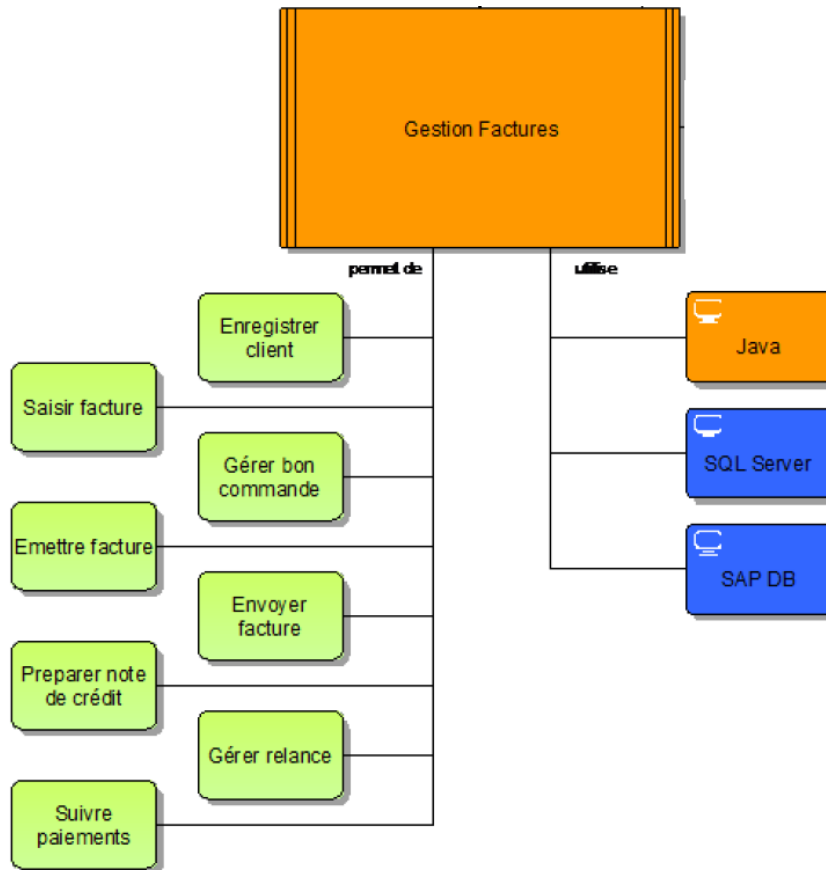 Gestion Factures
permet de
utilise
Enregistrer
client
Java
Saisir facture
Gérer bon
commande
SQL Server
Emettre facture
SAP DB
Envoyer
facture
Preparer note
de crédit
Gérer relance
Suivre
paiements